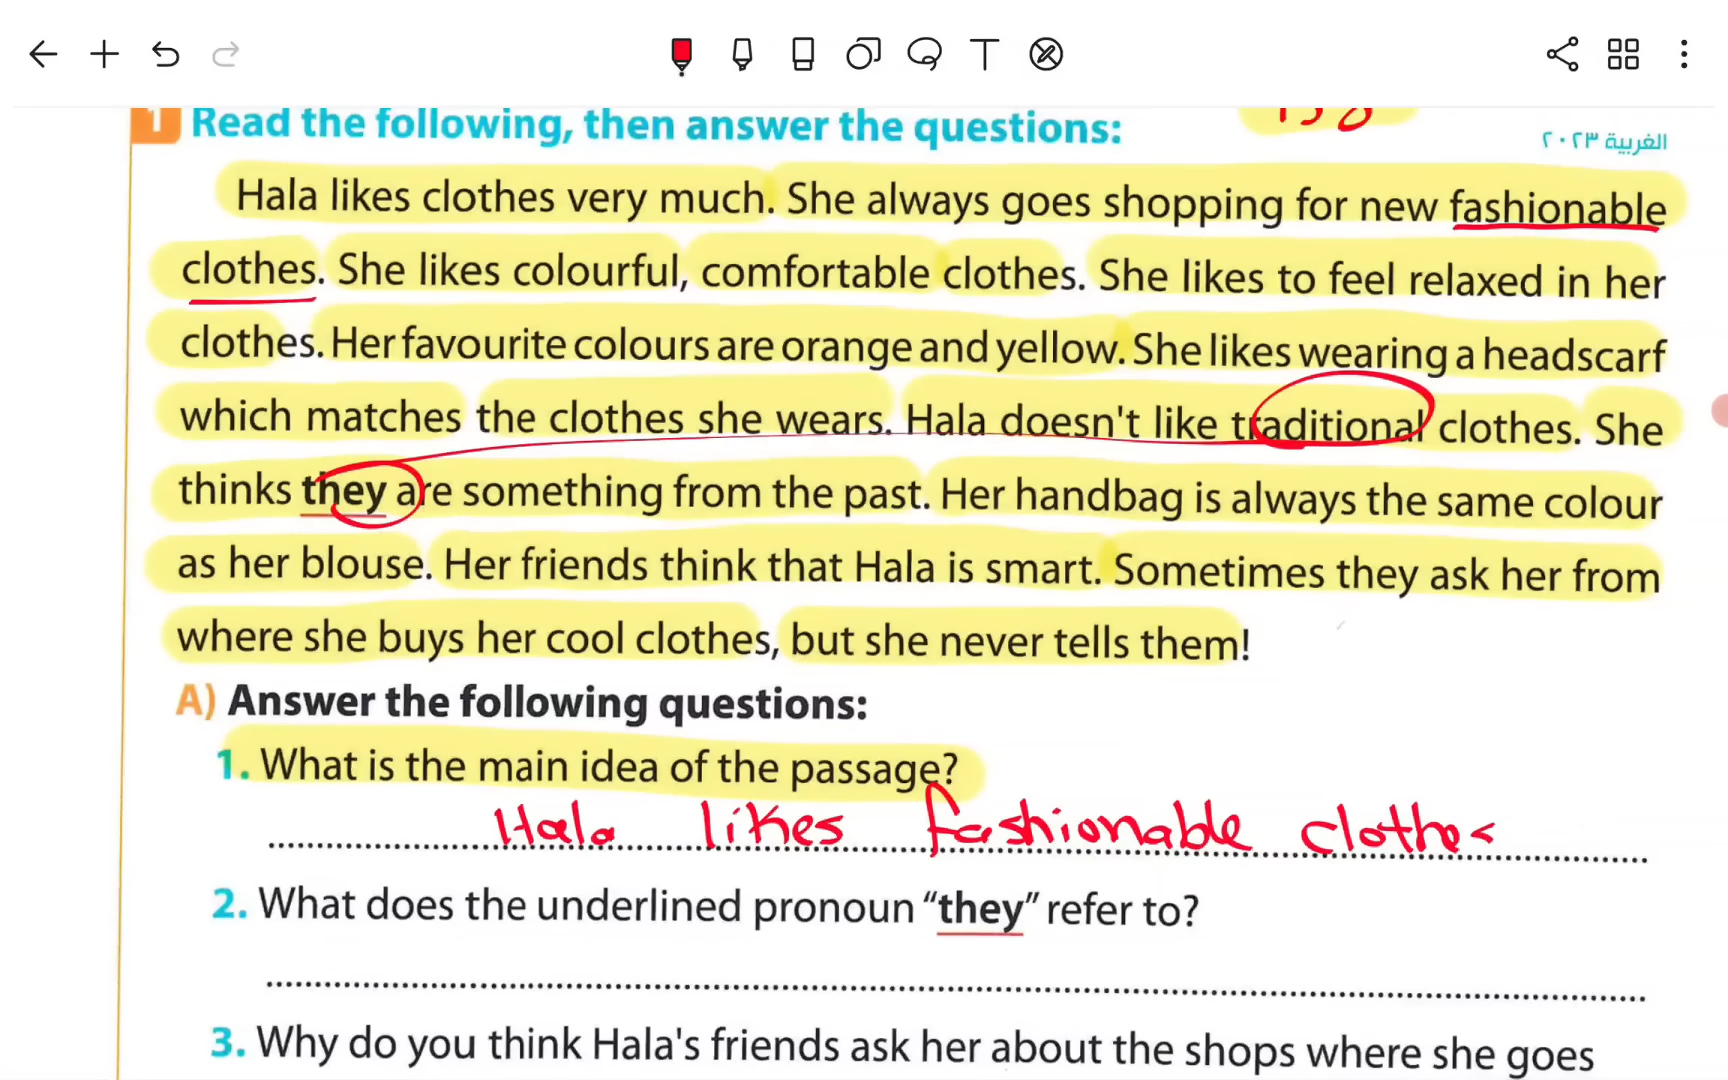 1 Read the following, then answer the questions:
الغربية ٢٠٢٣
Hala likes clothes very much. She always goes shopping for new fashionable
clothes. She likes colourful, comfortable clothes. She likes to feel relaxed in her
clothes. Her favourite colours are orange and yellow. She likes wearing a headscarf
which matches the clothes she wears. Hala doesn't like traditional clothes. She
thinks they are something from the past. Her handbag is always the same colour
as her blouse. Her friends think that Hala is smart. Sometimes they ask her from
where she buys her cool clothes, but she never tells them!
A) Answer the following questions:
1. What is the main idea of the passage?
Hala likes fashionable clothes
2. What does the underlined pronoun “they” refer to?
3. Why do you think Hala's friends ask her about the shops where she goes